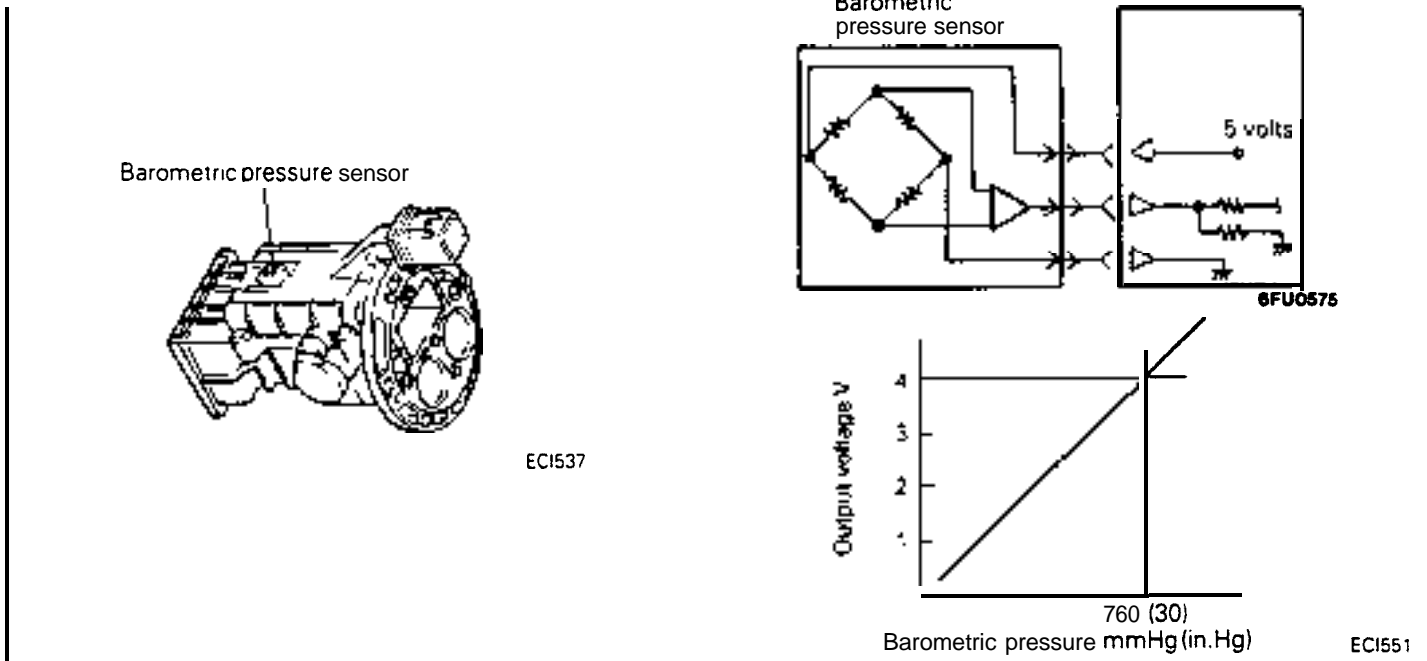 Barometric pressure sensor
ECI537
Barometric
pressure sensor
5 volts
6FU0575
Output voltage V
4
3
2
1
760 (30)
Barometric pressure mmHg (in.Hg)
ECI551